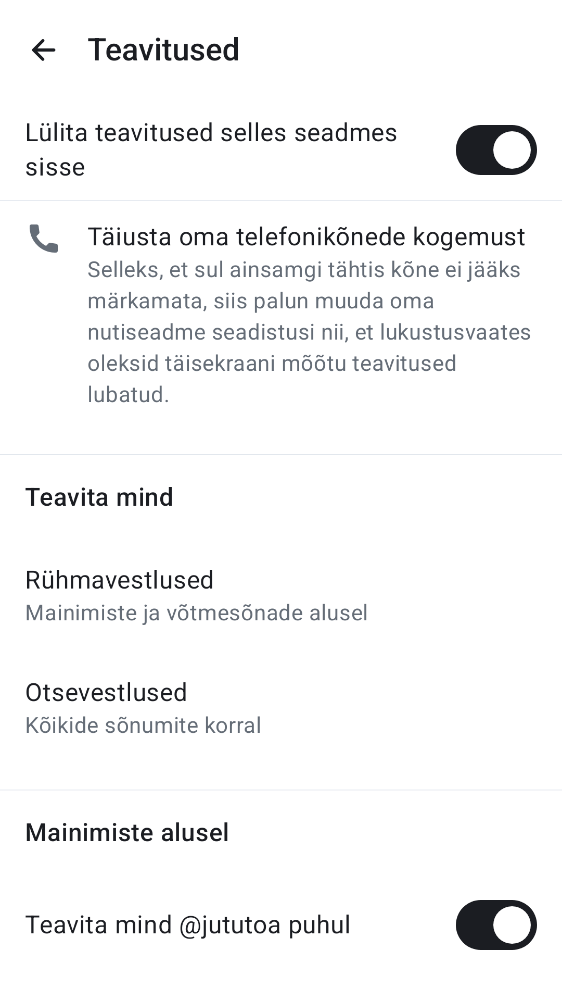 Teavitused
Lülita teavitused selles seadmes
sisse
Täiusta oma telefonikõnede kogemust
Selleks, et sul ainsamgi tähtis kõne ei jääks
märkamata, siis palun muuda oma
nutiseadme seadistusi nii, et lukustusvaates
oleksid täisekraani mõõtu teavitused
lubatud.
Teavita mind
Rühmavestlused
Mainimiste ja võtmesõnade alusel
Otsevestlused
Kõikide sõnumite korral
Mainimiste alusel
Teavita mind @jututoa puhul